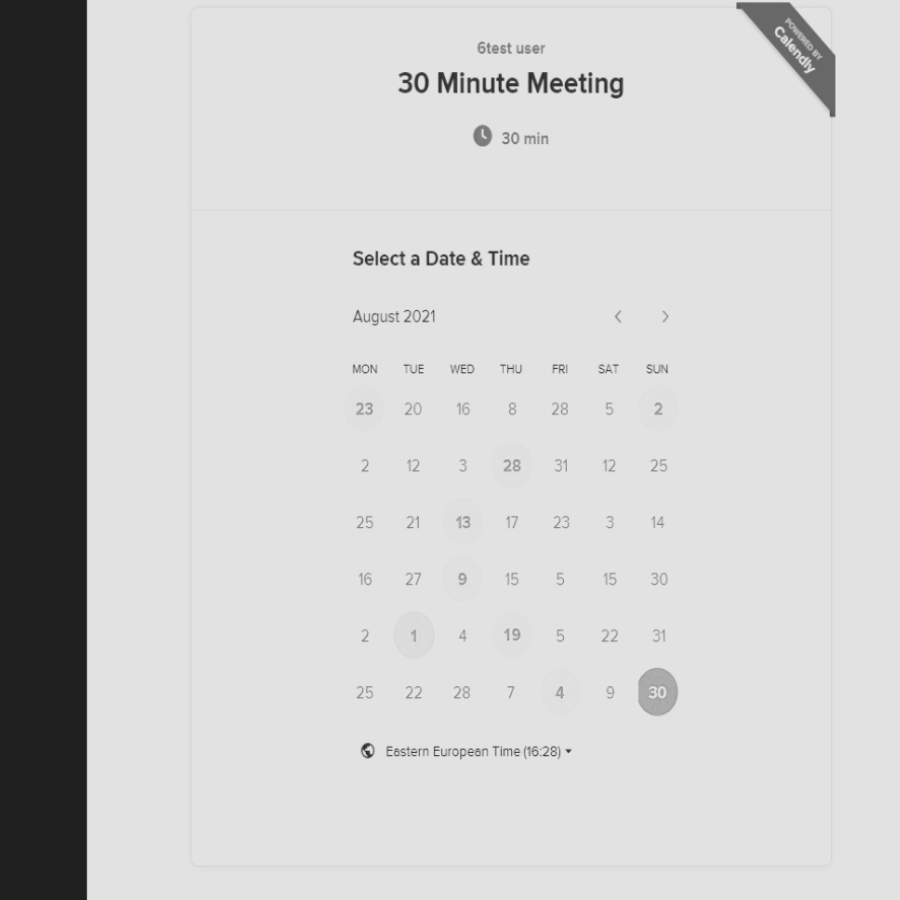 POWERED BY
Calendly
6test user
30 Minute Meeting
30 min
Select a Date & Time
August 2021
MON TUE WED THU FRI SAT SUN
23 20 16 8 28 5 2
2 12 3 28 31 12 25
25 21 13 17 23 3 14
16 27 9 15 5 15 30
2 1 4 19 5 22 31
25 22 28 7 4 9 30
Eastern European Time (16:28)